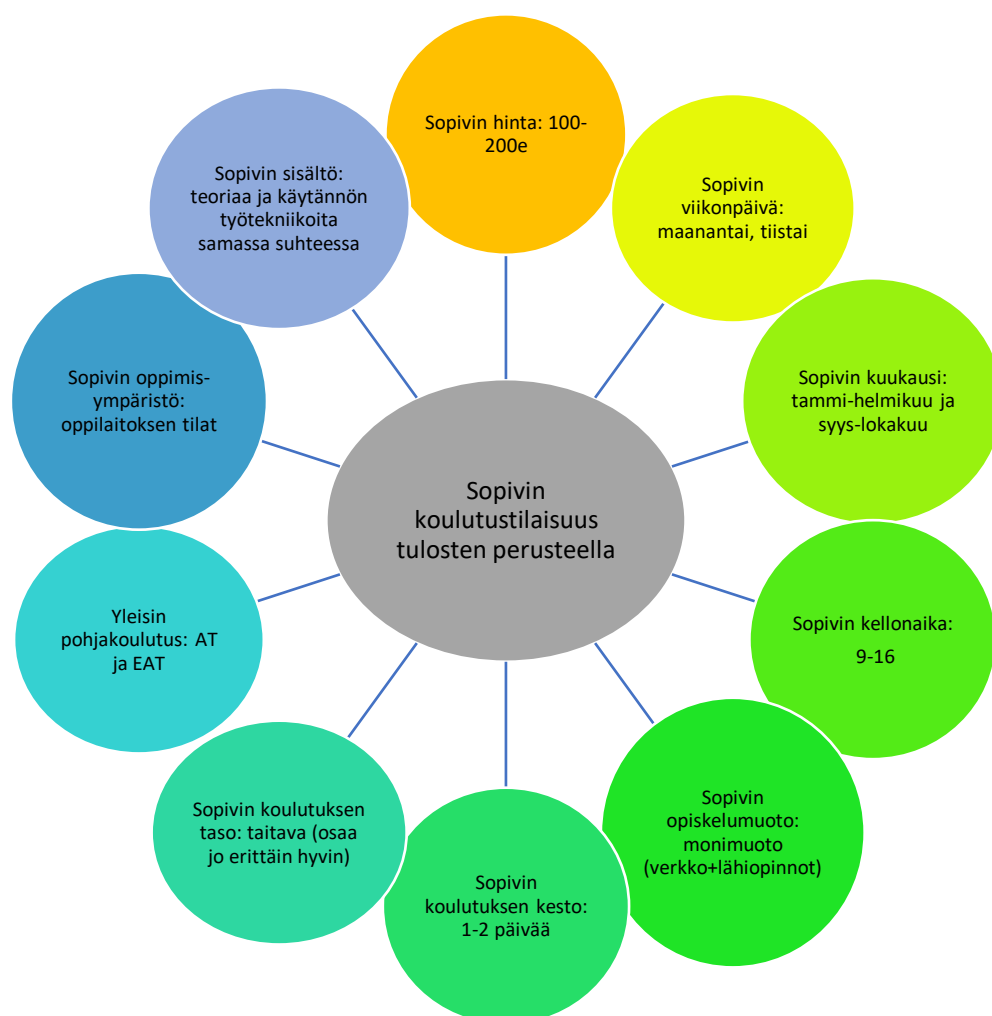 Sopivin hinta: 100-
200e
Sopivin
viikonpäivä:
maanantai, tiistai
Sopivin kuukausi:
tammi-helmikuu ja
syys-lokakuu
Sopivin kellonaika:
9-16
Sopivin
opiskelumuoto:
monimuoto
(verkko+lähiopinnot)
Sopivin
koulutuksen kesto:
1-2 päivää
Sopivin koulutuksen
taso: taitava (osaa
jo erittäin hyvin)
Yleisin
pohjakoulutus: AT
ja EAT
Sopivin oppimis-
ympäristö:
oppilaitoksen tilat
Sopivin sisältö:
teoriaa ja käytännön
työtekniikoita
samassa suhteessa
Sopivin
koulutustilaisuus
tulosten perusteella